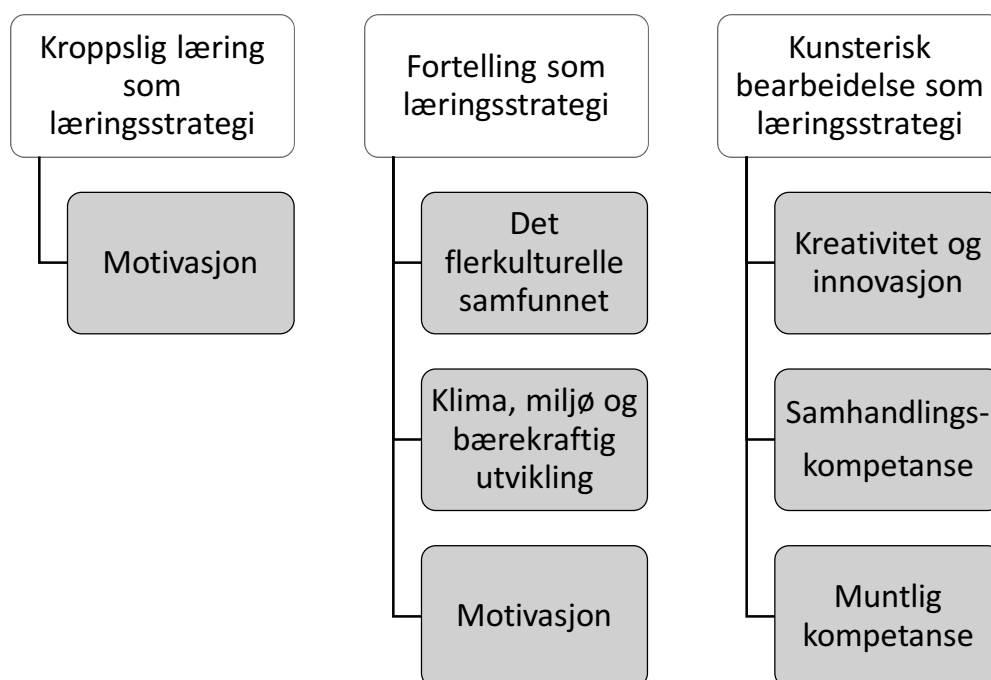 Kroppslig læring
som
læringsstrategi
Motivasjon
Fortelling som
læringsstrategi
Det
flerkulturelle
samfunnet
Klima, miljø og
bærekraftig
utvikling
Motivasjon
Kunsterisk
bearbeidelse som
læringsstrategi
Kreativitet og
innovasjon
Samhandlings-
kompetanse
Muntlig
kompetanse